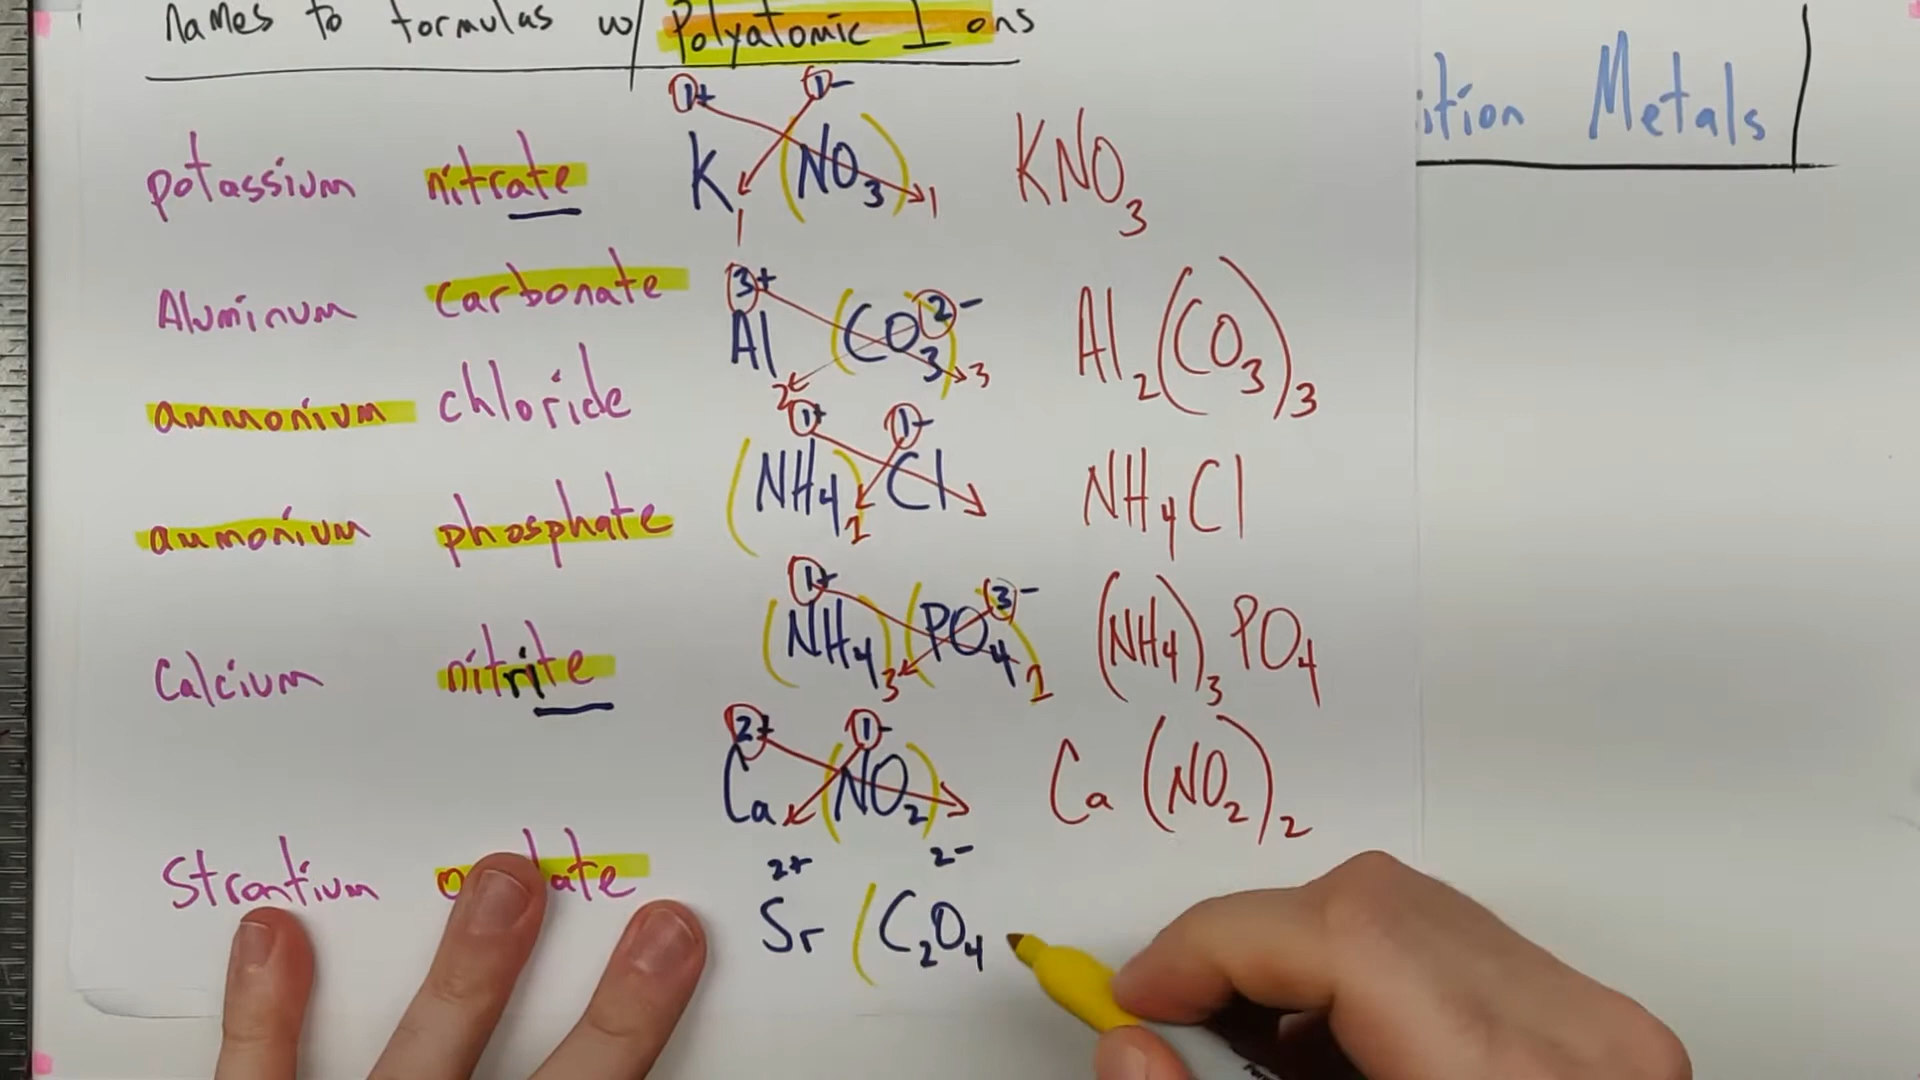 Names to formulas w/ Polyatomic Ions
ition Metals
1+ 1-
potassium nitrate K (NO3) KNO3
1 1
3+ 2-
Aluminum carbonate Al (CO3) Al2(CO3)3
2 3
1+ 1-
ammonium chloride (NH4) Cl NH4Cl
1
1+ 3-
ammonium phosphate (NH4)3 (PO4)1 (NH4)3PO4
2+ 1-
Calcium nitrite Ca (NO2) Ca(NO2)2
2+ 2-
Strontium Sr (C2O4